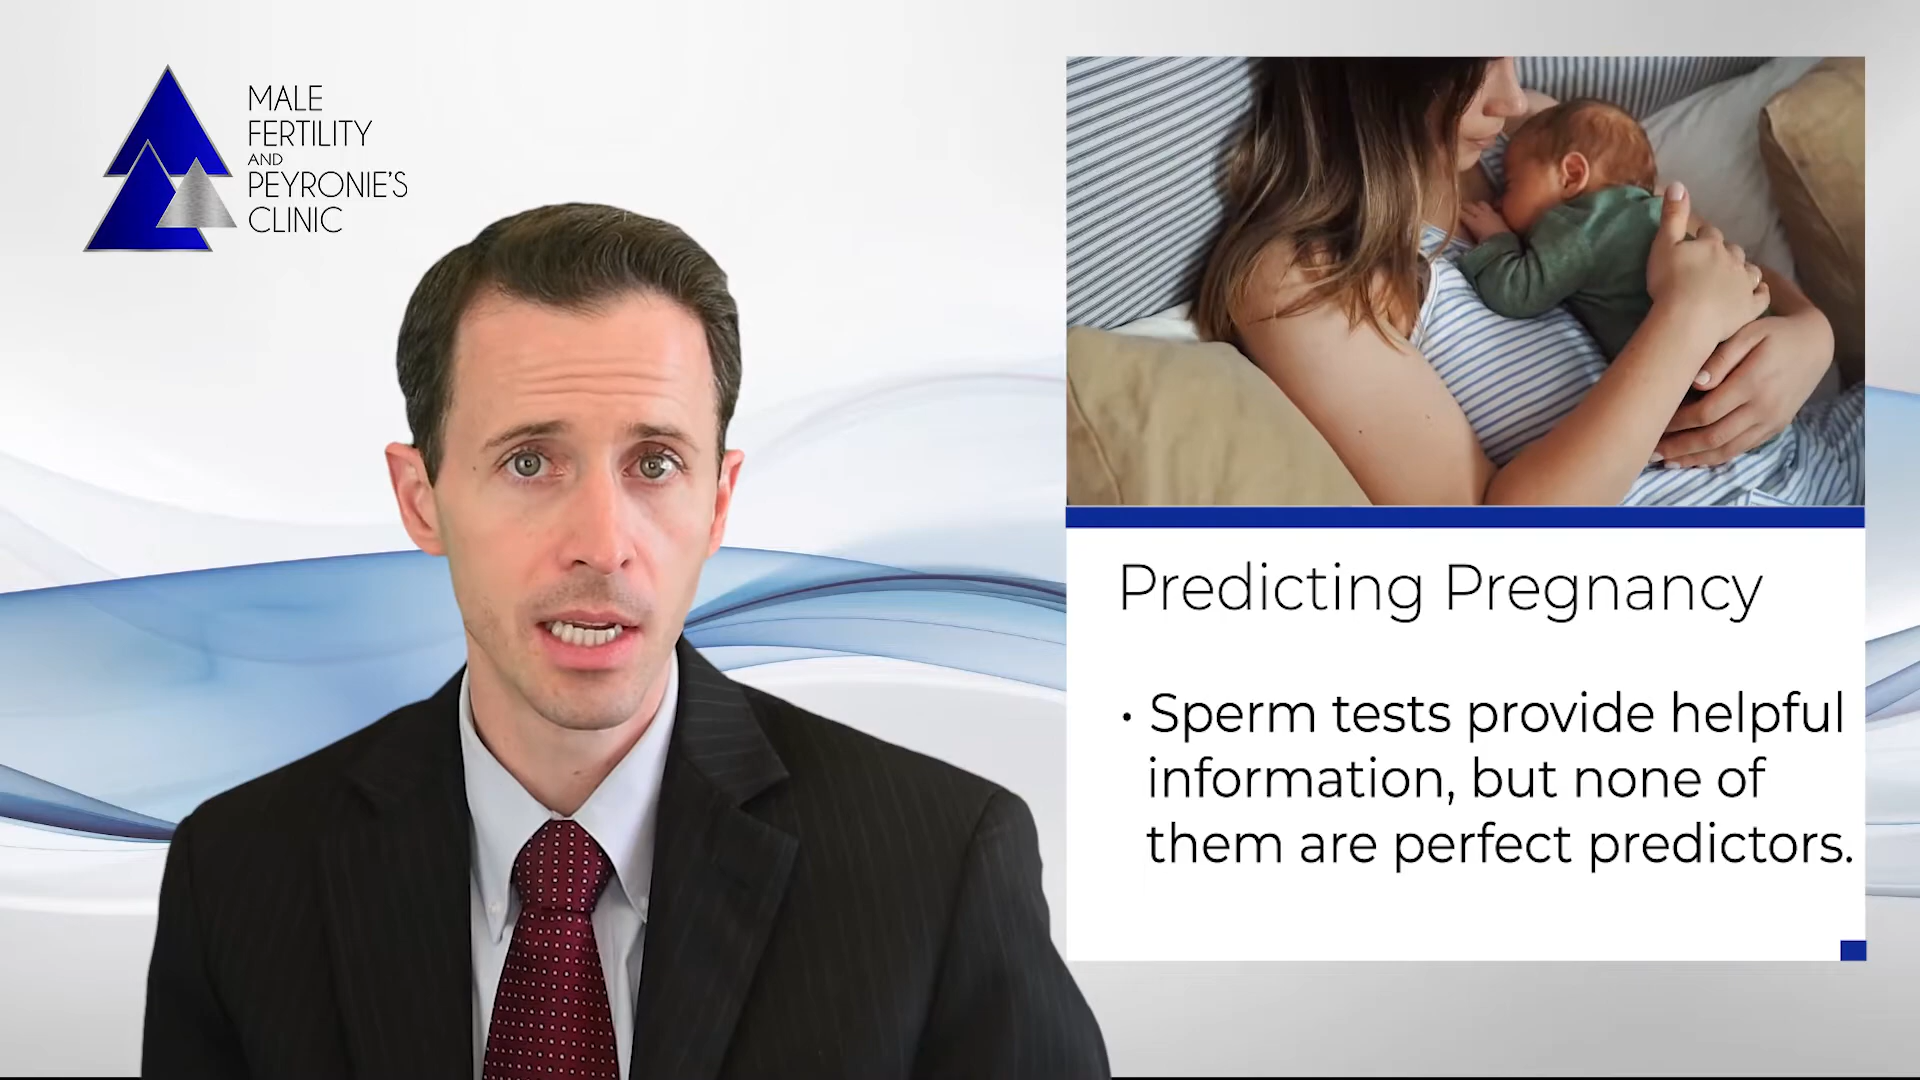 MALE
FERTILITY
AND
PEYRONIE'S
CLINIC
Predicting Pregnancy
• Sperm tests provide helpful
information, but none of
them are perfect predictors.